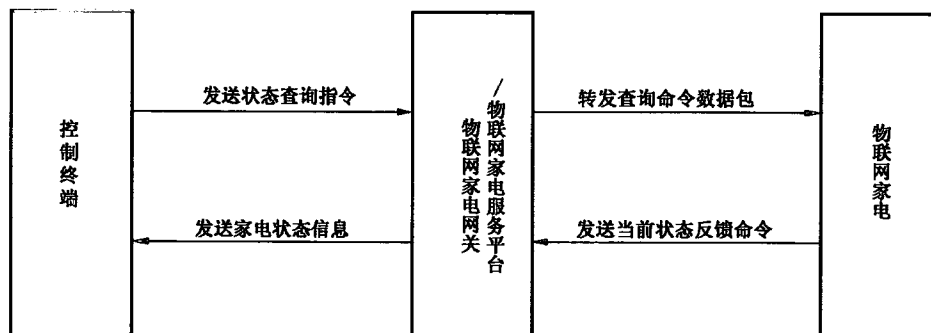 控制终端
发送状态查询指令
发送家电状态信息
/物联网家电服务平台
物联网家电网关
转发查询命令数据包
发送当前状态反馈命令
物联网家电